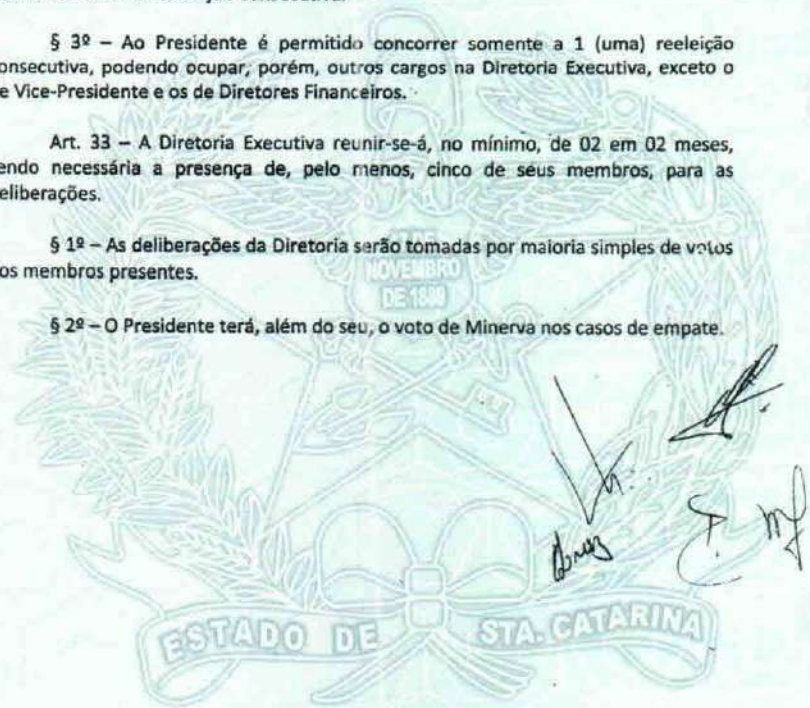 § 3º – Ao Presidente é permitido concorrer somente a 1 (uma) reeleição
onsecutiva, podendo ocupar, porém, outros cargos na Diretoria Executiva, exceto o
e Vice-Presidente e os de Diretores Financeiros.
Art. 33 – A Diretoria Executiva reunir-se-á, no mínimo, de 02 em 02 meses,
endo necessária a presença de, pelo menos, cinco de seus membros, para as
eliberações.
§ 1º – As deliberações da Diretoria serão tomadas por maioria simples de votos
os membros presentes.
NOVEMBRO
DE 1889
§ 2º – O Presidente terá, além do seu, o voto de Minerva nos casos de empate.
ESTADO DE STA. CATARINA